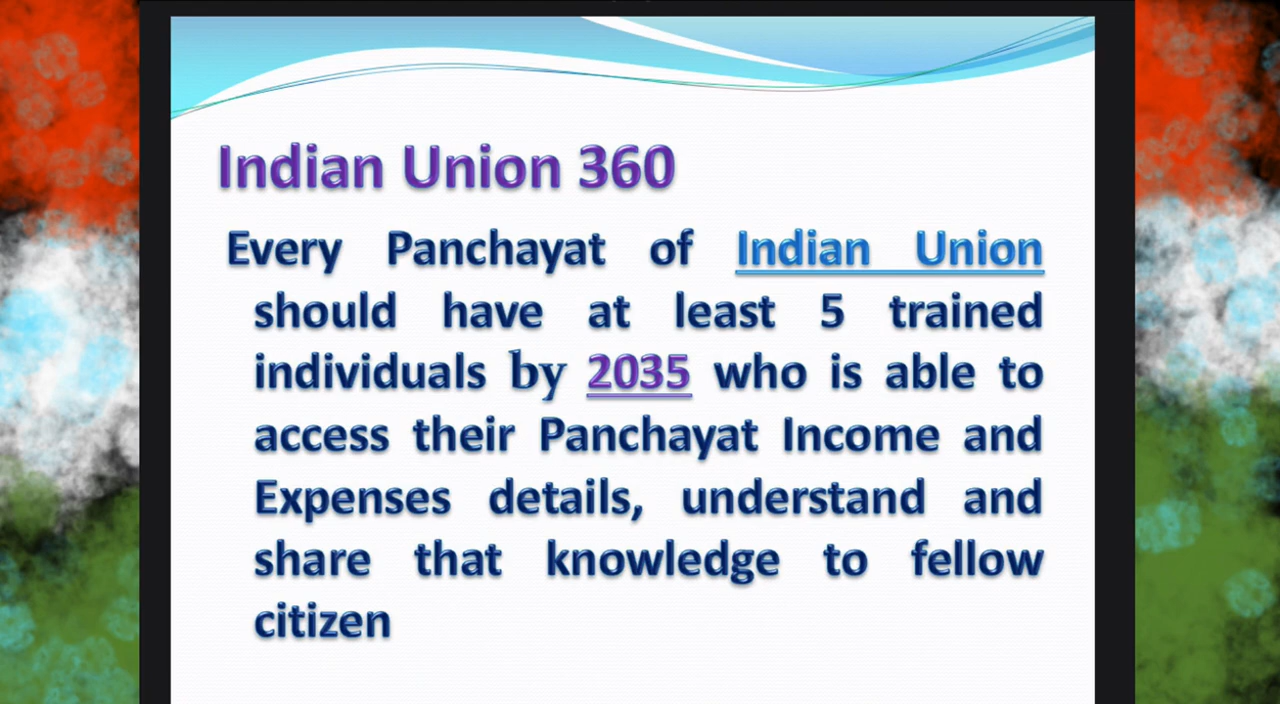 Indian Union 360
Every Panchayat of Indian Union
should have at least 5 trained
individuals by 2035 who is able to
access their Panchayat Income and
Expenses details, understand and
share that knowledge to fellow
citizen